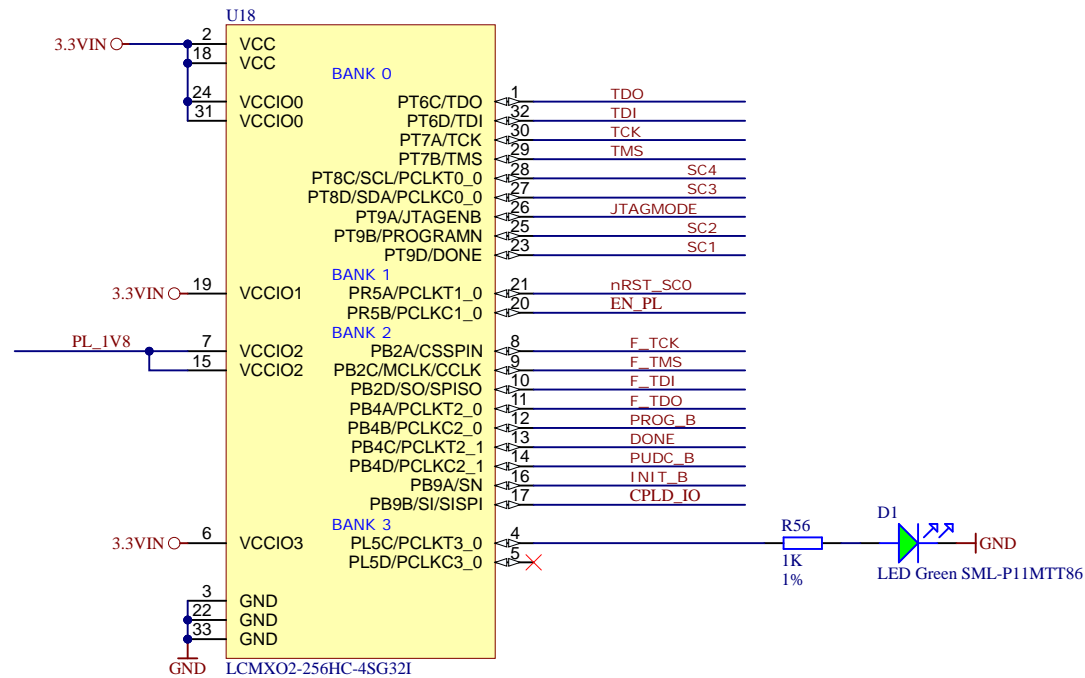 U18
3.3VIN 2 VCC
18 VCC
BANK 0
24 VCCIO0 PT6C/TDO 1 TDO
31 VCCIO0 PT6D/TDI 32 TDI
PT7A/TCK 30 TCK
PT7B/TMS 29 TMS
PT8C/SCL/PCLKT0_0 28 SC4
PT8D/SDA/PCLKC0_0 27 SC3
PT9A/JTAGENB 26 JTAGMODE
PT9B/PROGRAMN 25 SC2
PT9D/DONE 23 SC1
BANK 1
3.3VIN 19 VCCIO1 PR5A/PCLKT1_0 21 nRST_SC0
PR5B/PCLKC1_0 20 EN_PL
BANK 2
PL_1V8 7 VCCIO2 PB2A/CSSPIN 8 F_TCK
15 VCCIO2 PB2C/MCLK/CCLK 9 F_TMS
PB2D/SO/SPISO 10 F_TDI
PB4A/PCLKT2_0 11 F_TDO
PB4B/PCLKC2_0 12 PROG_B
PB4C/PCLKT2_1 13 DONE
PB4D/PCLKC2_1 14 PUDC_B
PB9A/SN 16 INIT_B
PB9B/SI/SISPI 17 CPLD_IO
BANK 3
3.3VIN 6 VCCIO3 PL5C/PCLKT3_0 4 R56 D1 GND
PL5D/PCLKC3_0 5 1K LED Green SML-P11MTT86
1%
3 GND
22 GND
33 GND
GND LCMXO2-256HC-4SG32I